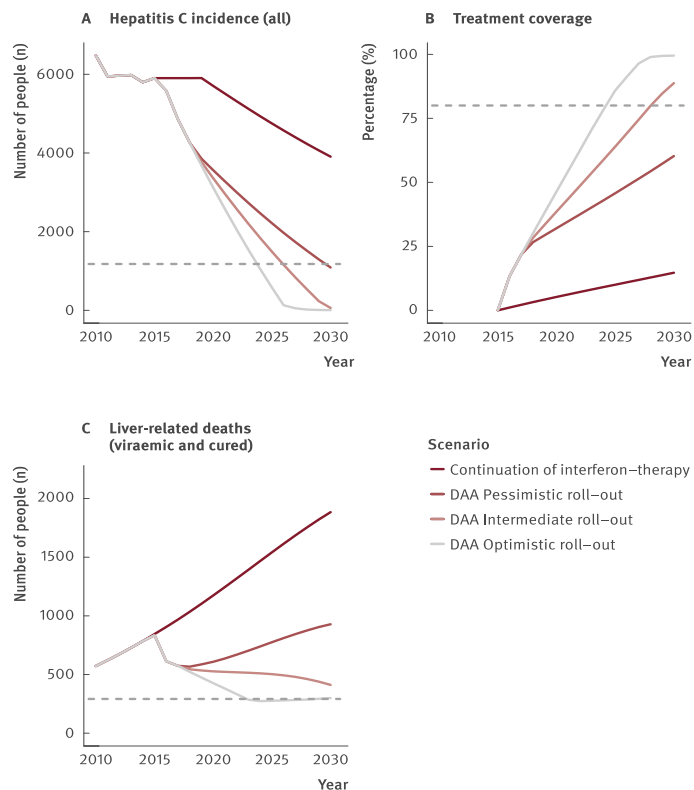 A Hepatitis C incidence (all)
Number of people (n)
6000
4000
2000
0
2010 2015 2020 2025 2030
Year
B Treatment coverage
Percentage (%)
100
75
50
25
0
2010 2015 2020 2025 2030
Year
C Liver-related deaths
(viraemic and cured)
Number of people (n)
2000
1500
1000
500
0
2010 2015 2020 2025 2030
Year
Scenario
Continuation of interferon–therapy
DAA Pessimistic roll–out
DAA Intermediate roll–out
DAA Optimistic roll–out